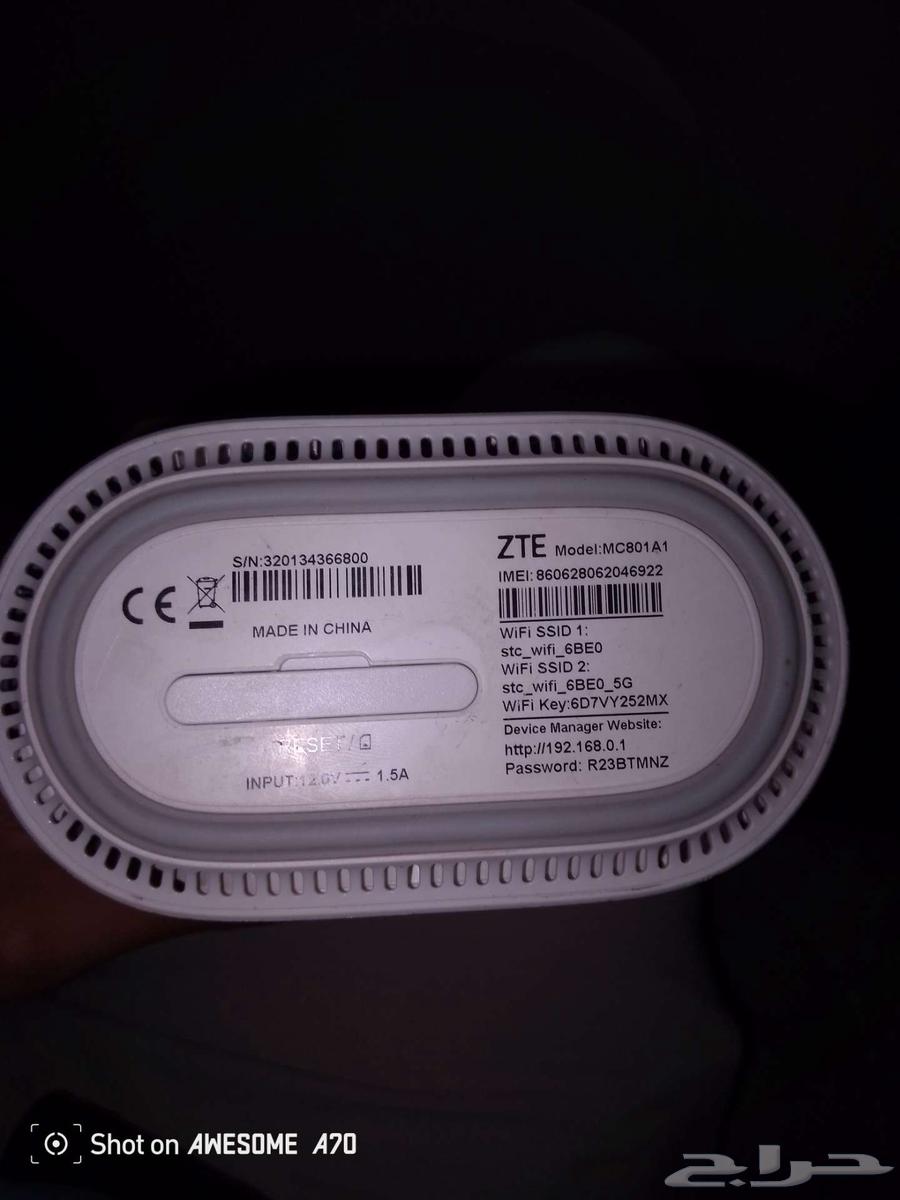 S/N:320134366800
MADE IN CHINA
RESET/
INPUT:12.0V 1.5A
ZTE Model:MC801A1
IMEI:860628062046922
WiFi SSID 1:
stc_wifi_6BE0
WiFi SSID 2:
stc_wifi_6BE0_5G
WiFi Key:6D7VY252MX
Device Manager Website:
http://192.168.0.1
Password: R23BTMNZ
Shot on AWESOME A70
حراج